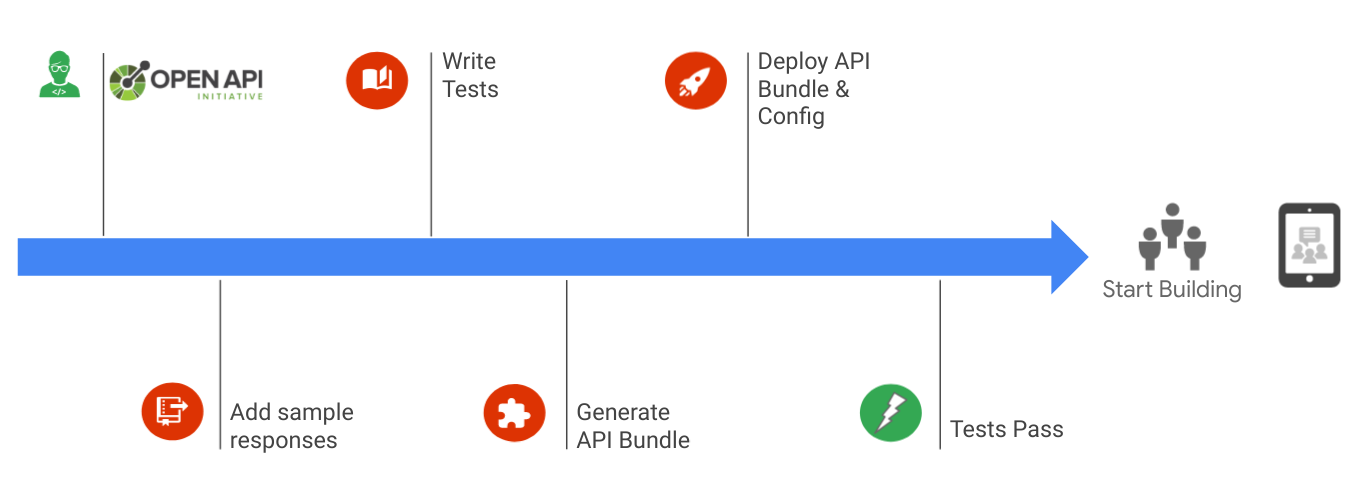 OPEN API
INITIATIVE
Write
Tests
Deploy API
Bundle &
Config
</>
Start Building
Add sample
responses
Generate
API Bundle
Tests Pass